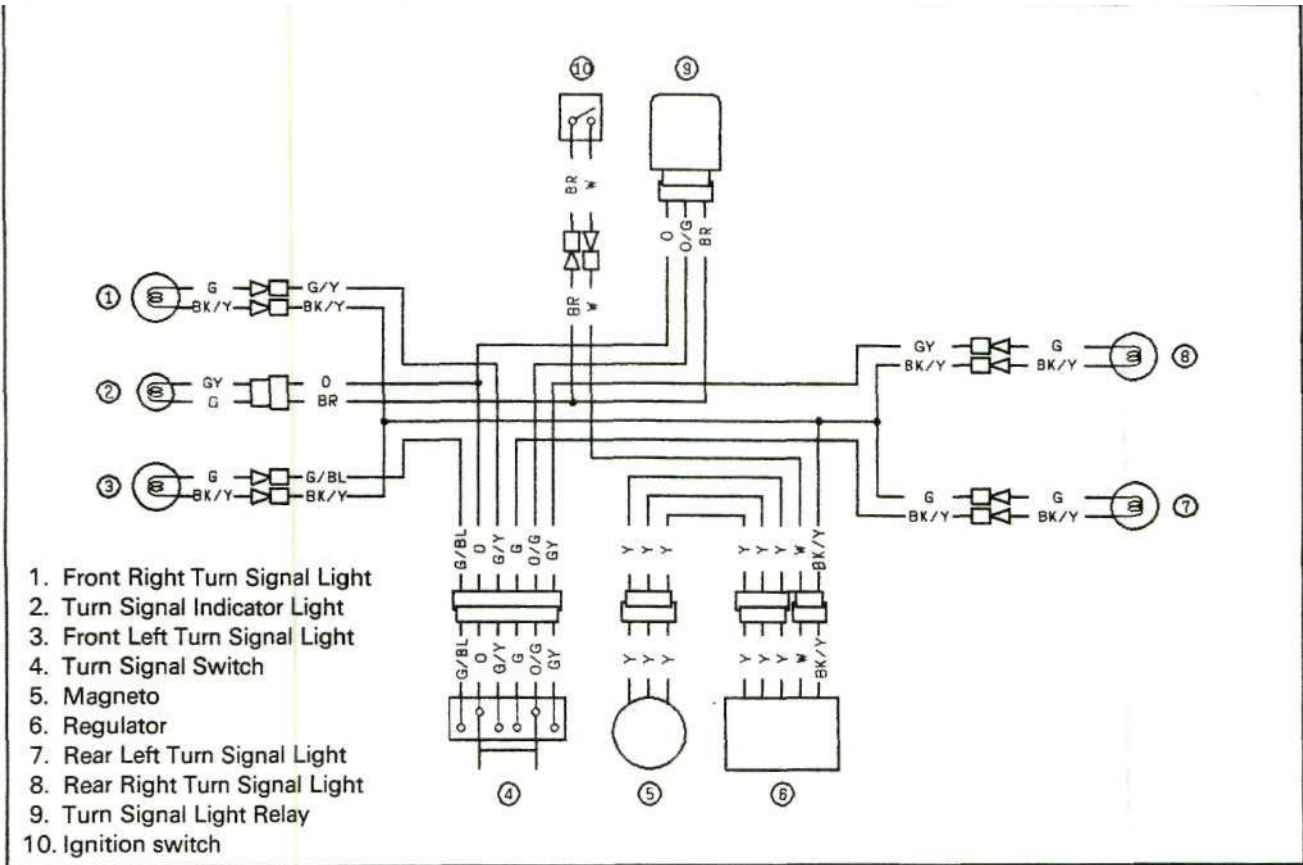 10 9
BR W
O O/G BR
BR W
1 G G/Y
BK/Y BK/Y
GY G 8
BK/Y BK/Y
2 GY O
G BR
3 G G/BL
BK/Y BK/Y
G G 7
BK/Y BK/Y
G/BL O G/Y G O/G GY Y Y Y Y Y Y W BK/Y
G/BL O G/Y G O/G GY Y Y Y Y Y Y W BK/Y
4 5 6
1. Front Right Turn Signal Light
2. Turn Signal Indicator Light
3. Front Left Turn Signal Light
4. Turn Signal Switch
5. Magneto
6. Regulator
7. Rear Left Turn Signal Light
8. Rear Right Turn Signal Light
9. Turn Signal Light Relay
10. Ignition switch